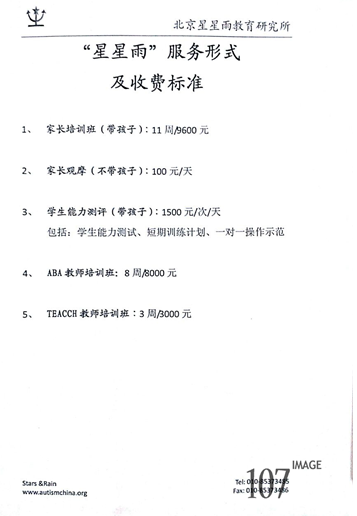 北京星星雨教育研究所
“星星雨”服务形式
及收费标准
1、 家长培训班（带孩子）：11 周/9600 元
2、 家长观摩（不带孩子）：100 元/天
3、 学生能力测评（带孩子）：1500 元/次/天
包括：学生能力测试、短期训练计划、一对一操作示范
4、 ABA 教师培训班：8 周/8000 元
5、 TEACCH 教师培训班：3 周/3000 元
IMAGE
107
Stars &Rain
www.autismchina.org
Tel: 010-85373485
Fax: 010-85373486